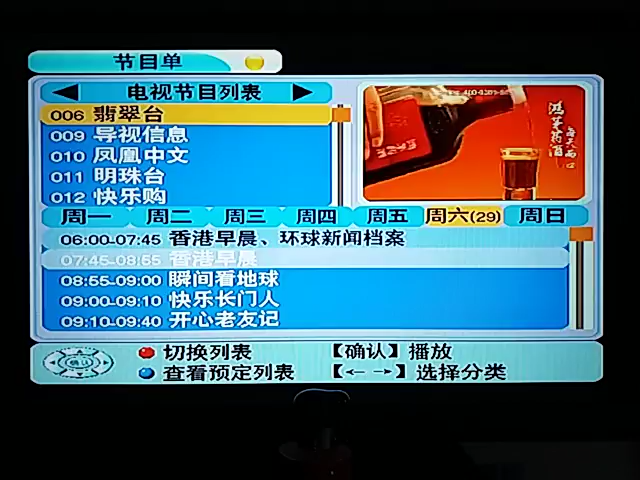 节目单
电视节目列表
006 翡翠台
009 导视信息
010 凤凰中文
011 明珠台
012 快乐购
鸿茅药酒
每天两口
周一 周二 周三 周四 周五 周六(29) 周日
06:00-07:45 香港早晨、环球新闻档案
07:45-08:55 香港早晨
08:55-09:00 瞬间看地球
09:00-09:10 快乐长门人
09:10-09:40 开心老友记
确认
切换列表 【确认】播放
查看预定列表 【←- -→】选择分类